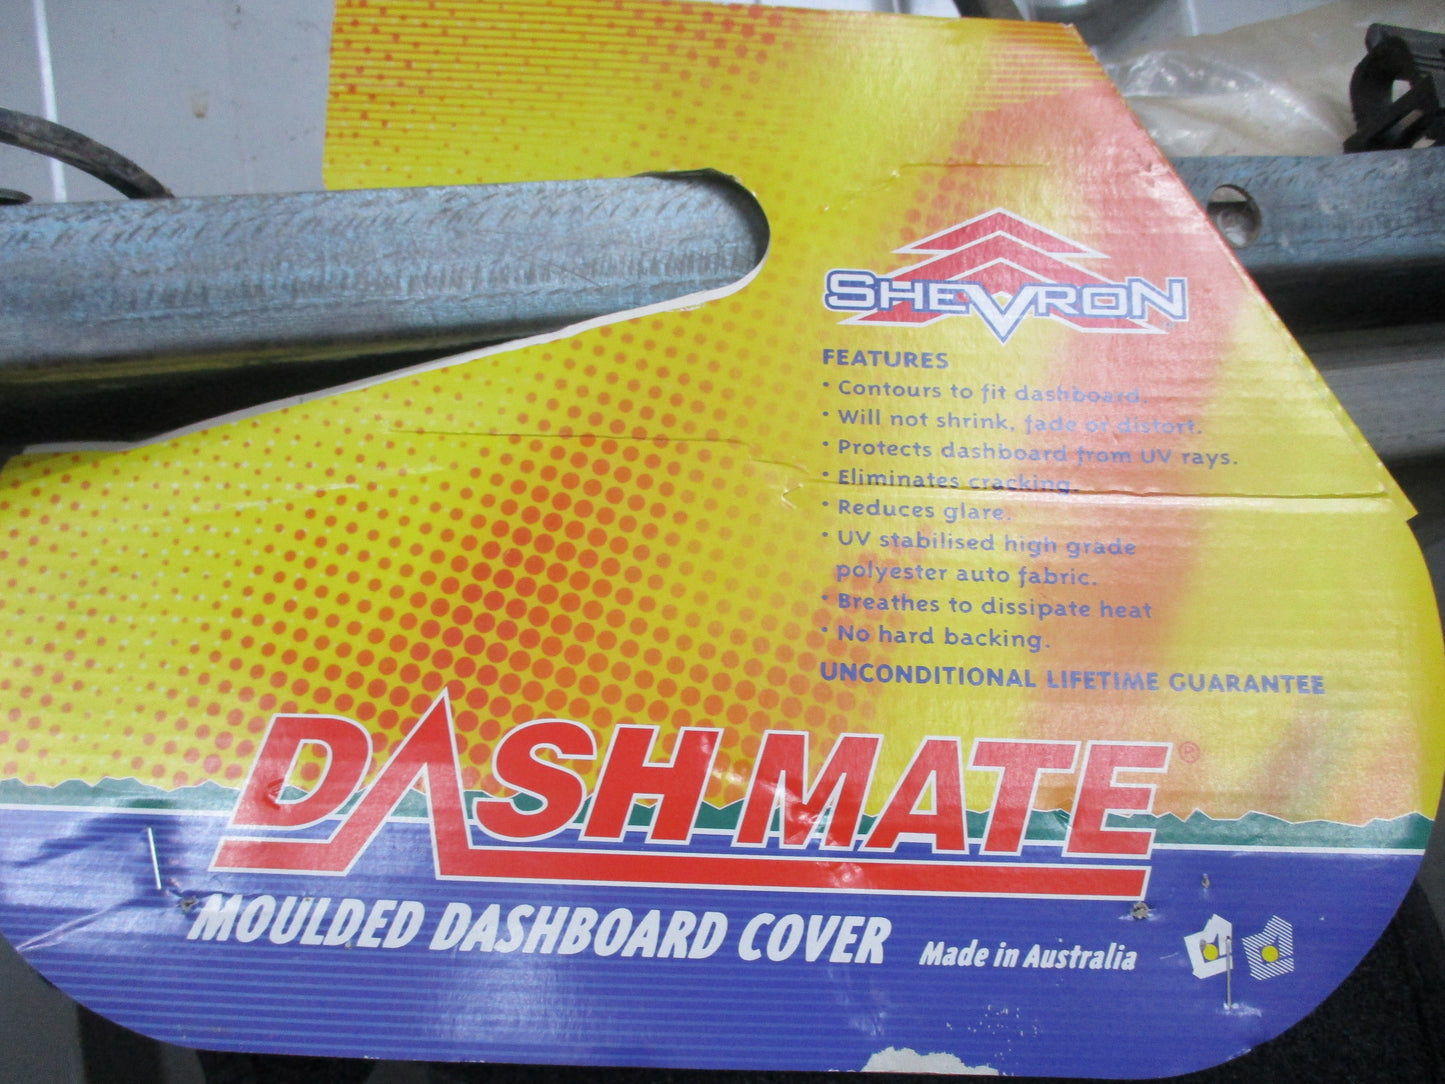 SHEVRON
FEATURES
• Contours to fit dashboard.
• Will not shrink, fade or distort.
• Protects dashboard from UV rays.
• Eliminates cracking.
• Reduces glare.
• UV stabilised high grade
polyester auto fabric.
• Breathes to dissipate heat
• No hard backing.
UNCONDITIONAL LIFETIME GUARANTEE
DASH MATE ®
MOULDED DASHBOARD COVER Made in Australia